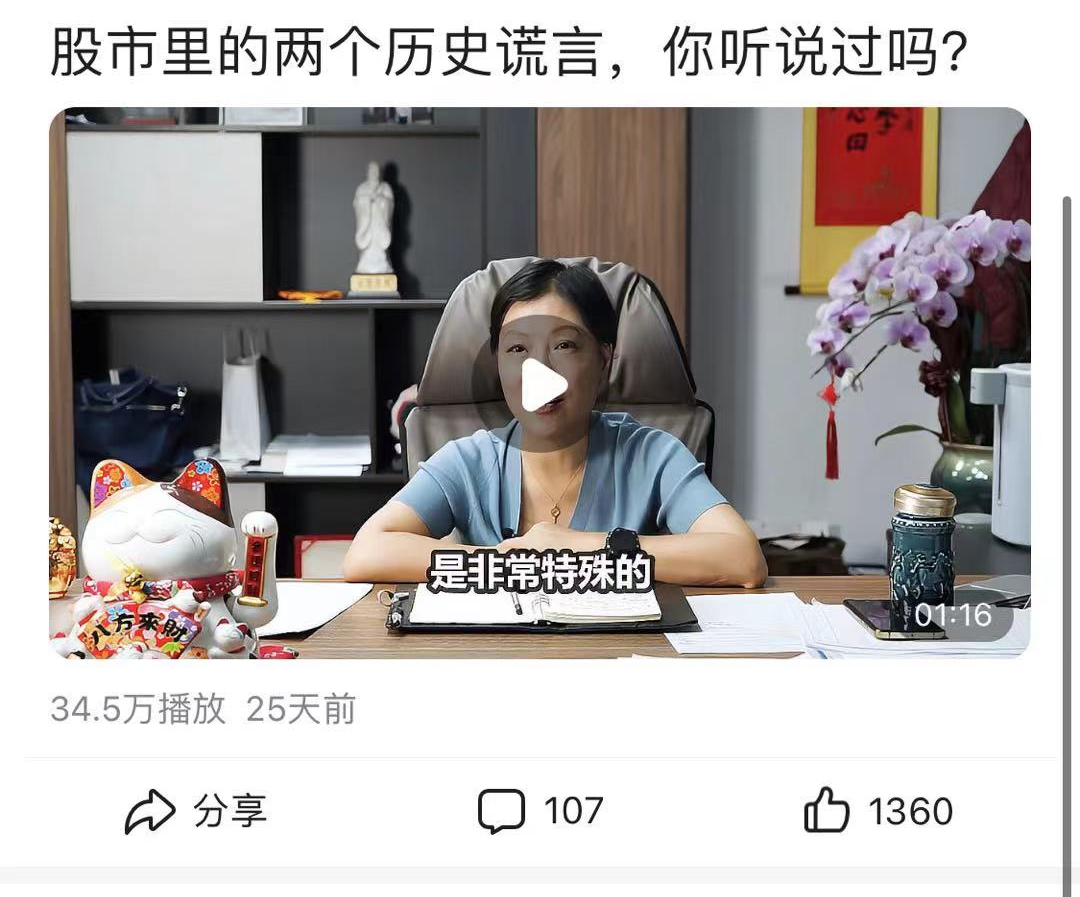 股市里的两个历史谎言，你听说过吗？
是非常特殊的
八方来財
01:16
34.5万播放 25天前
分享
107
1360